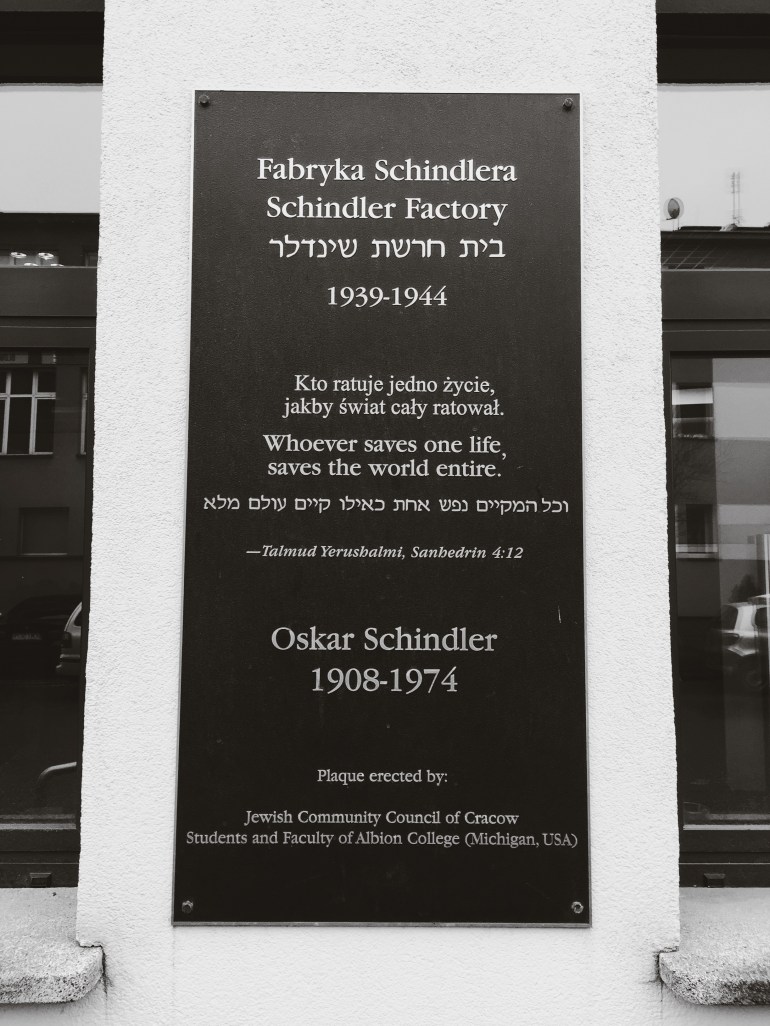 Fabryka Schindlera
Schindler Factory
בית חרשת שינדלר
1939-1944
Kto ratuje jedno życie,
jakby świat cały ratował.
Whoever saves one life,
saves the world entire.
וכל המקיים נפש אחת כאילו קיים עולם מלא
—Talmud Yerushalmi, Sanhedrin 4:12
Oskar Schindler
1908-1974
Plaque erected by:
Jewish Community Council of Cracow
Students and Faculty of Albion College (Michigan, USA)